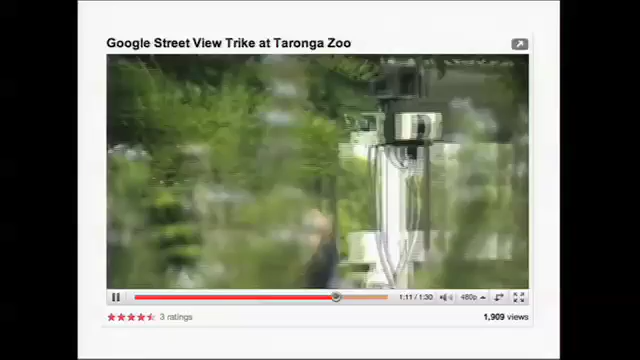 Google Street View Trike at Taronga Zoo
1:11 / 1:30
480p
3 ratings
1,909 views